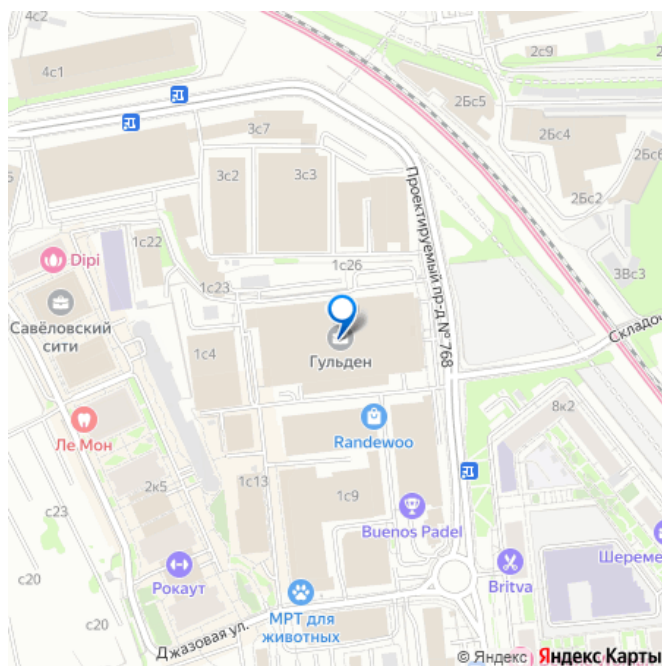 4с2
4с1
2с9
2Бс5
2Бс4
2Бс6
2Бс2
3с7
3с2
3с3
Проектируемый пр-д № 768
1с22
1с26
3Вс3
Dipi
1с23
Савёловский
сити
Складоч
1с4
Гульден
8к2
Randewoo
Ле Мон
1с13
2к5
1с9
с23
Buenos Padel
Шереме
с20
Рокаут
Britva
МРТ для
животных
с20
Джазовая ул.
© Яндекс Яндекс Карты